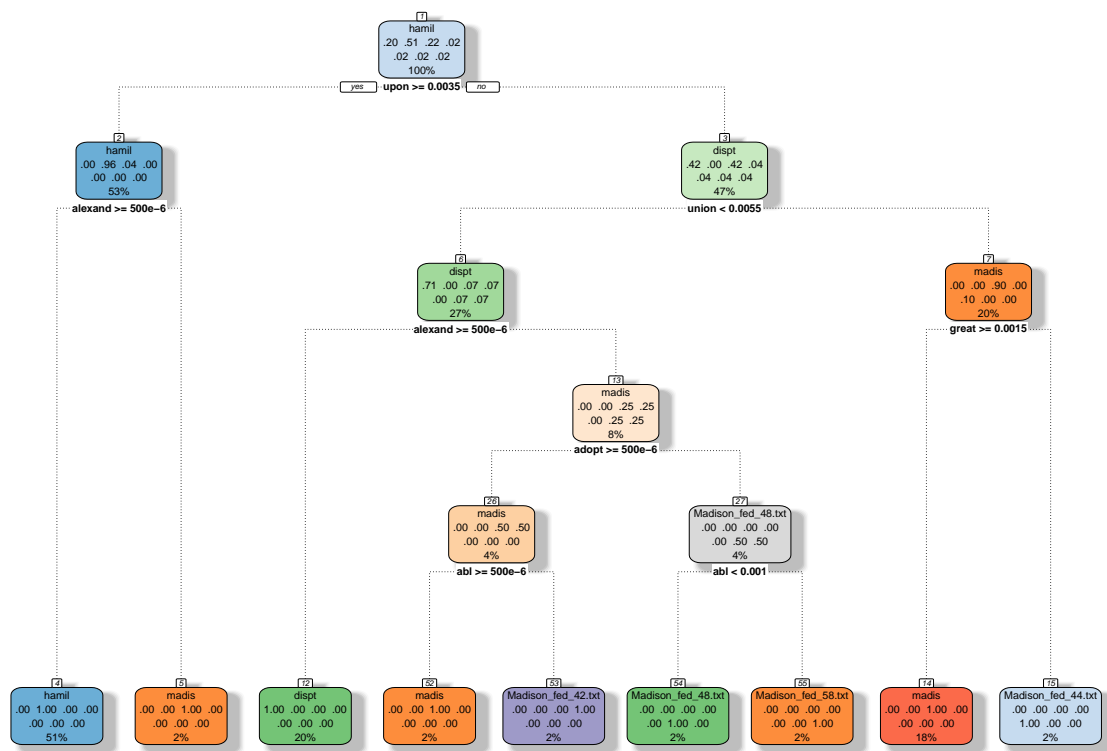 1
hamil
.20 .51 .22 .02
.02 .02 .02
100%
yes upon >= 0.0035 no
2
hamil
.00 .96 .04 .00
.00 .00 .00
53%
alexand >= 500e−6
3
dispt
.42 .00 .42 .04
.04 .04 .04
47%
union < 0.0055
6
dispt
.71 .00 .07 .07
.00 .07 .07
27%
alexand >= 500e−6
7
madis
.00 .00 .90 .00
.10 .00 .00
20%
great >= 0.0015
13
madis
.00 .00 .25 .25
.00 .25 .25
8%
adopt >= 500e−6
26
madis
.00 .00 .50 .50
.00 .00 .00
4%
abl >= 500e−6
27
Madison_fed_48.txt
.00 .00 .00 .00
.00 .50 .50
4%
abl < 0.001
4
hamil
.00 1.00 .00 .00
.00 .00 .00
51%
5
madis
.00 .00 1.00 .00
.00 .00 .00
2%
12
dispt
1.00 .00 .00 .00
.00 .00 .00
20%
52
madis
.00 .00 1.00 .00
.00 .00 .00
2%
53
Madison_fed_42.txt
.00 .00 .00 1.00
.00 .00 .00
2%
54
Madison_fed_48.txt
.00 .00 .00 .00
.00 1.00 .00
2%
55
Madison_fed_58.txt
.00 .00 .00 .00
.00 .00 1.00
2%
14
madis
.00 .00 1.00 .00
.00 .00 .00
18%
15
Madison_fed_44.txt
.00 .00 .00 .00
1.00 .00 .00
2%